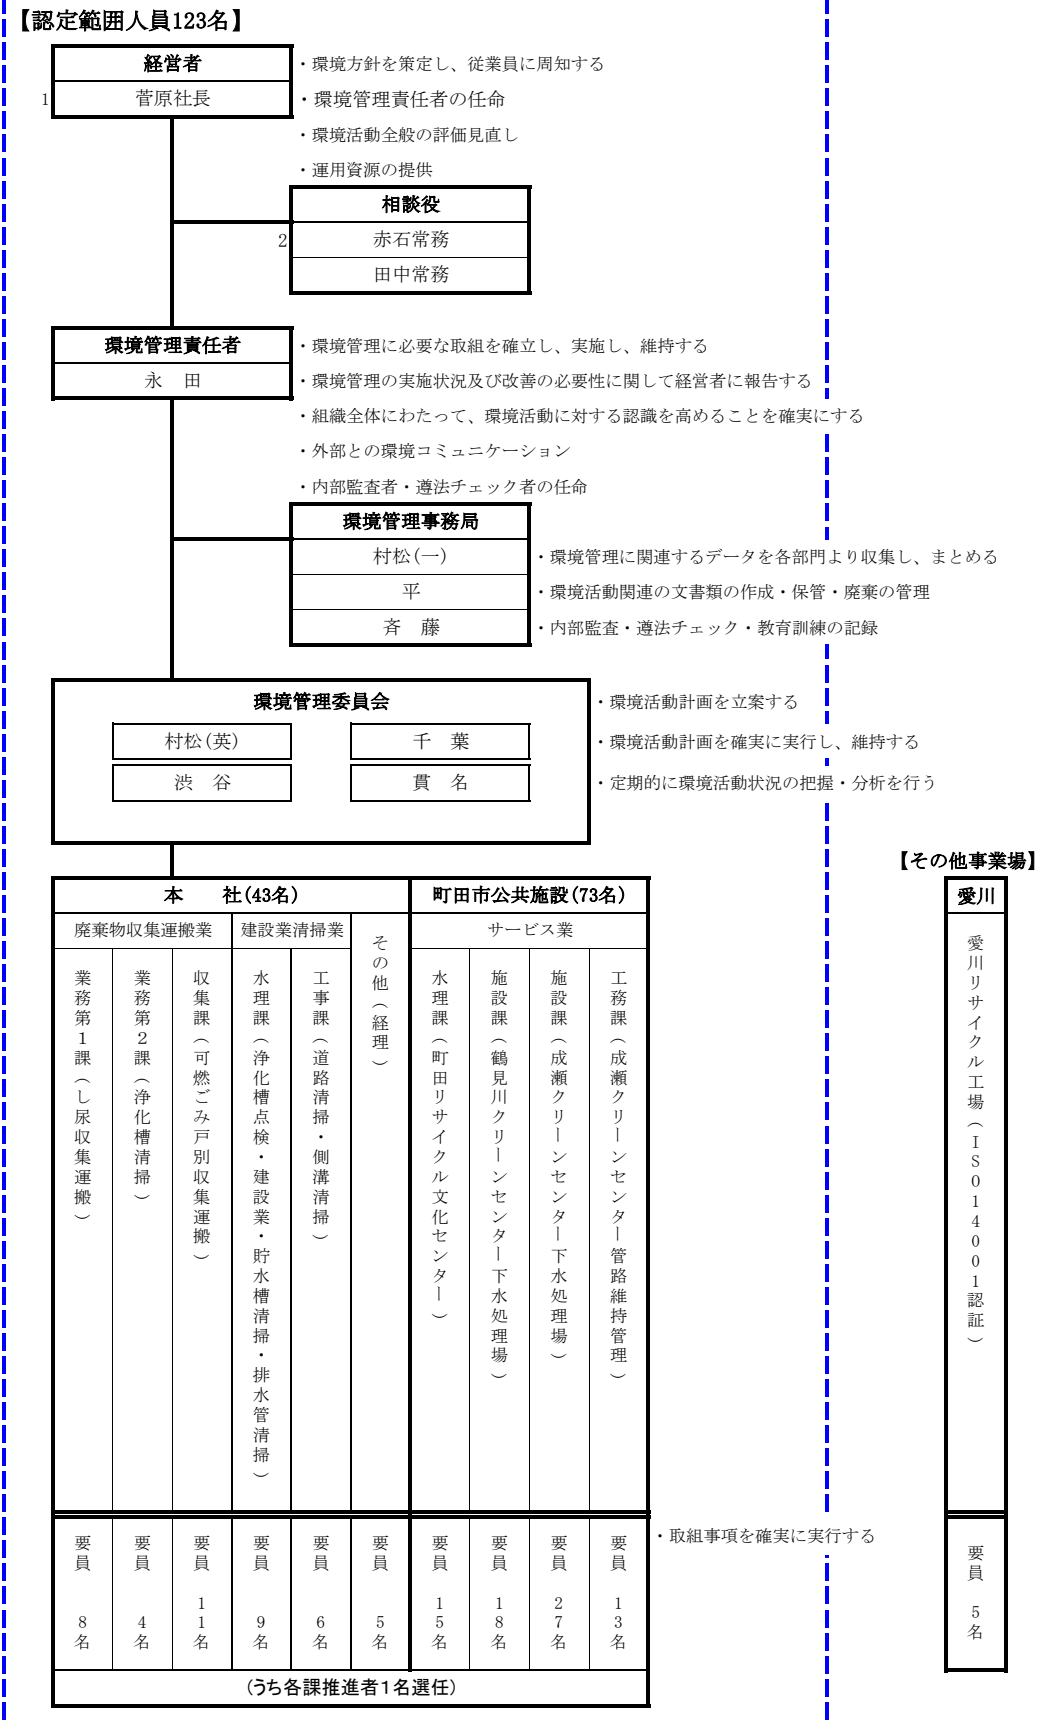 【認定範囲人員123名】
経営者
・環境方針を策定し、従業員に周知する
1
菅原社長
・環境管理責任者の任命
・環境活動全般の評価見直し
・運用資源の提供
相談役
2
赤石常務
田中常務
環境管理責任者
・環境管理に必要な取組を確立し、実施し、維持する
永　田
・環境管理の実施状況及び改善の必要性に関して経営者に報告する
・組織全体にわたって、環境活動に対する認識を高めることを確実にする
・外部との環境コミュニケーション
・内部監査者・遵法チェック者の任命
環境管理事務局
村松(一)
・環境管理に関連するデータを各部門より収集し、まとめる
平
・環境活動関連の文書類の作成・保管・廃棄の管理
斉　藤
・内部監査・遵法チェック・教育訓練の記録
環境管理委員会
・環境活動計画を立案する
村松(英)
千　葉
・環境活動計画を確実に実行し、維持する
渋　谷
貫　名
・定期的に環境活動状況の把握・分析を行う
【その他事業場】
本　　社(43名)
町田市公共施設(73名)
愛川
廃棄物収集運搬業
建設業清掃業
サービス業
業務第1課（し尿収集運搬）
業務第2課（浄化槽清掃）
収集課（可燃ごみ戸別収集運搬）
水理課（浄化槽点検・建設業・貯水槽清掃・排水管清掃）
工事課（道路清掃・側溝清掃）
その他（経理）
水理課（町田リサイクル文化センター）
施設課（鶴見川クリーンセンター下水処理場）
施設課（成瀬クリーンセンター下水処理場）
工務課（成瀬クリーンセンター管路維持管理）
愛川リサイクル工場（ISO14001認証）
要員　8名
要員　4名
要員　11名
要員　9名
要員　6名
要員　5名
要員　15名
要員　18名
要員　27名
要員　13名
・取組事項を確実に実行する
要員　5名
(うち各課推進者1名選任)